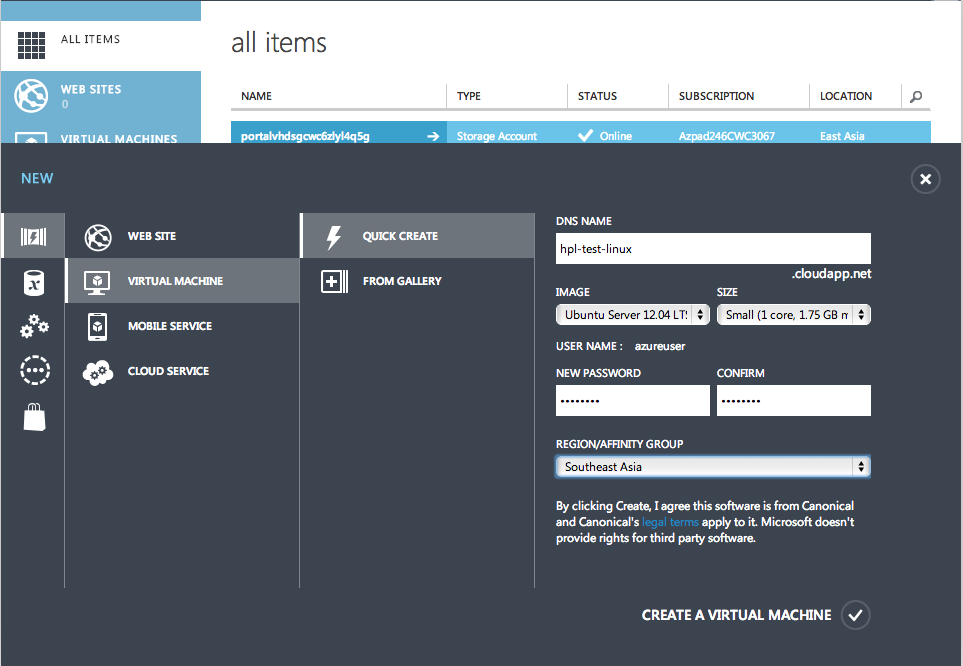 ALL ITEMS
WEB SITES
0
VIRTUAL MACHINES
all items
NAME TYPE STATUS SUBSCRIPTION LOCATION
portalvhdsgcwc6zlyl4q5g Storage Account Online Azpad246CWC3067 East Asia
NEW
WEB SITE
VIRTUAL MACHINE
MOBILE SERVICE
CLOUD SERVICE
QUICK CREATE
FROM GALLERY
DNS NAME
hpl-test-linux
.cloudapp.net
IMAGE SIZE
Ubuntu Server 12.04 LTS Small (1 core, 1.75 GB m
USER NAME : azureuser
NEW PASSWORD CONFIRM
•••••••• ••••••••
REGION/AFFINITY GROUP
Southeast Asia
By clicking Create, I agree this software is from Canonical
and Canonical's legal terms apply to it. Microsoft doesn't
provide rights for third party software.
CREATE A VIRTUAL MACHINE